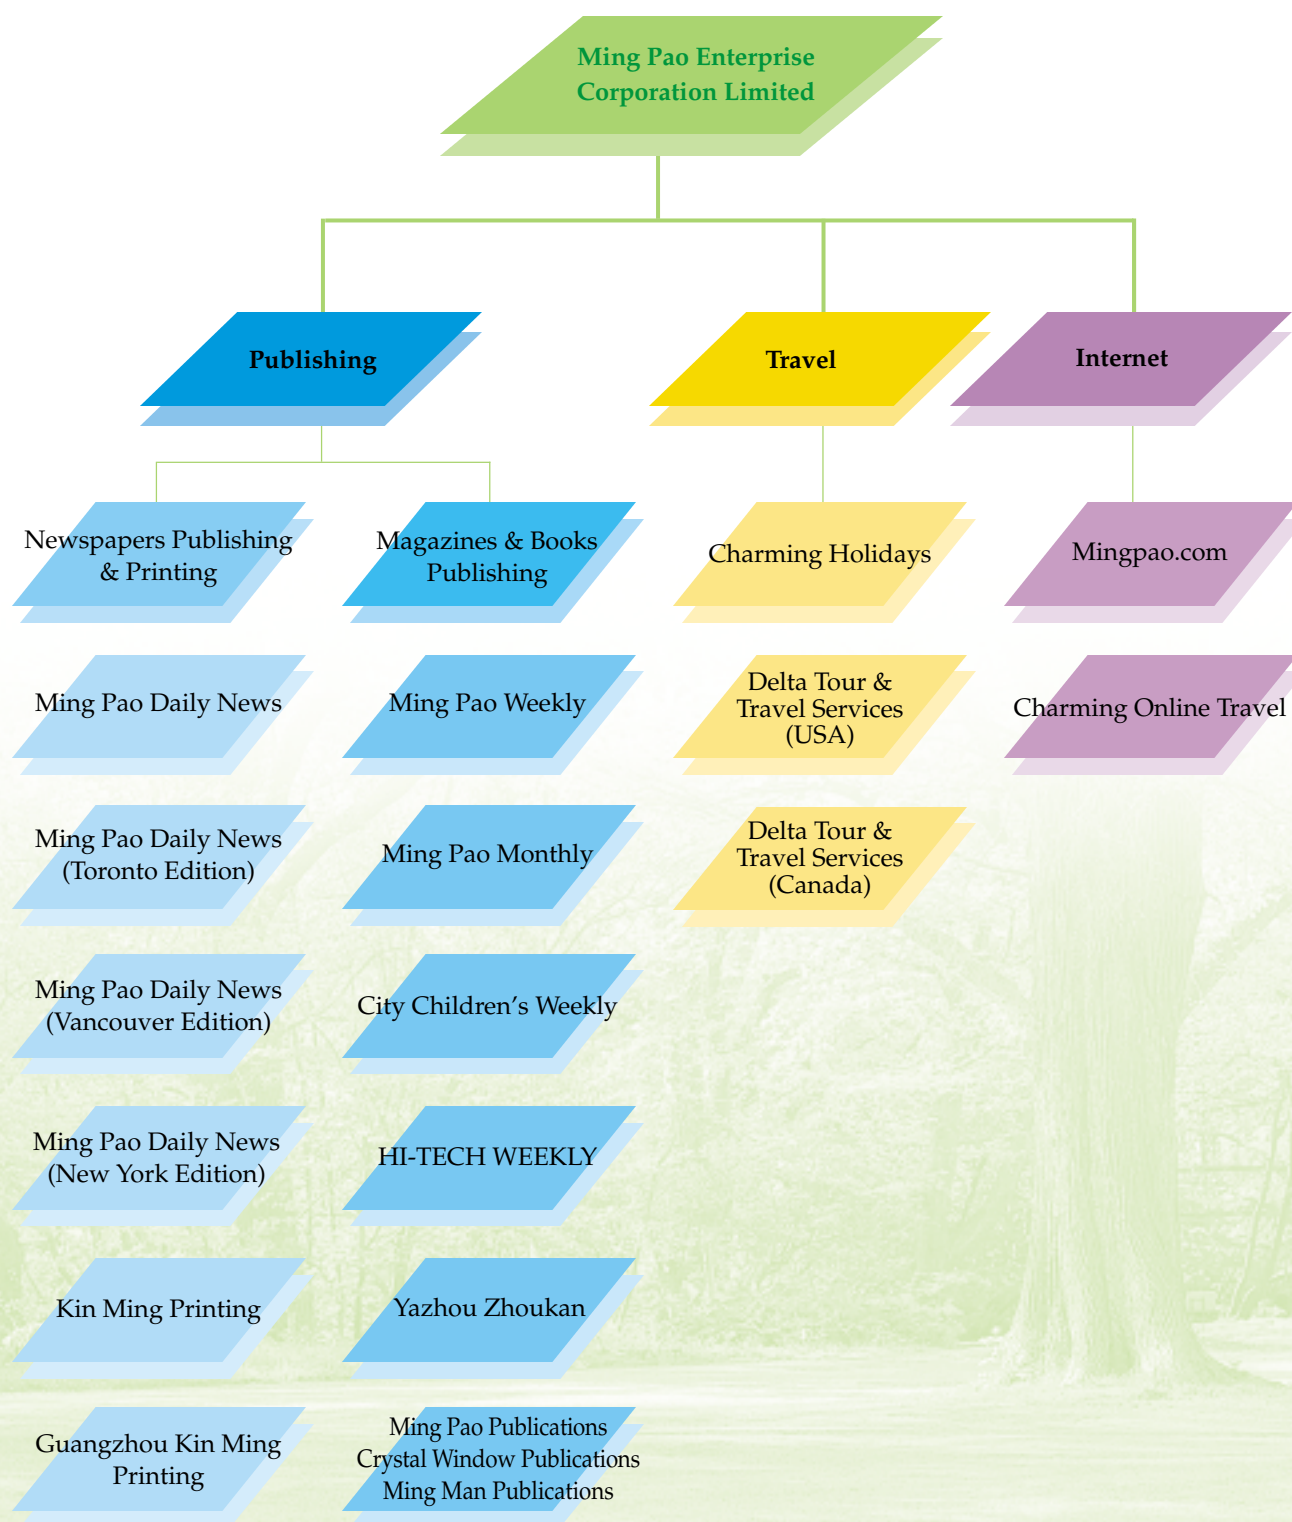 Ming Pao Enterprise
Corporation Limited
Publishing
Travel
Internet
Newspapers Publishing
& Printing
Magazines & Books
Publishing
Charming Holidays
Mingpao.com
Ming Pao Daily News
Ming Pao Weekly
Delta Tour &
Travel Services
(USA)
Charming Online Travel
Ming Pao Daily News
(Toronto Edition)
Ming Pao Monthly
Delta Tour &
Travel Services
(Canada)
Ming Pao Daily News
(Vancouver Edition)
City Children’s Weekly
Ming Pao Daily News
(New York Edition)
HI-TECH WEEKLY
Kin Ming Printing
Yazhou Zhoukan
Guangzhou Kin Ming
Printing
Ming Pao Publications
Crystal Window Publications
Ming Man Publications